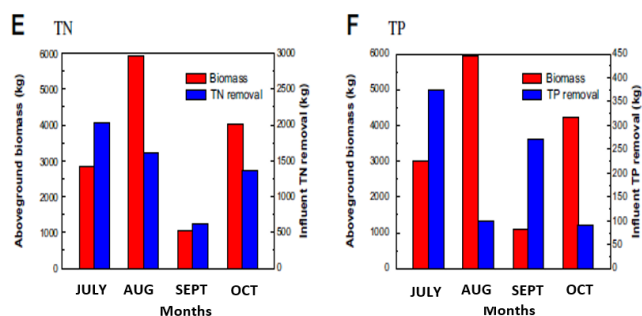 E TN
Aboveground biomass (kg)
6000
5000
4000
3000
2000
1000
0
Biomass
TN removal
3000
2500
2000
1500
1000
500
0
Influent TN removal (kg)
JULY AUG SEPT OCT
Months
F TP
Aboveground biomass (kg)
6000
5000
4000
3000
2000
1000
0
Biomass
TP removal
450
400
350
300
250
200
150
100
50
0
Influent TP removal (kg)
JULY AUG SEPT OCT
Months